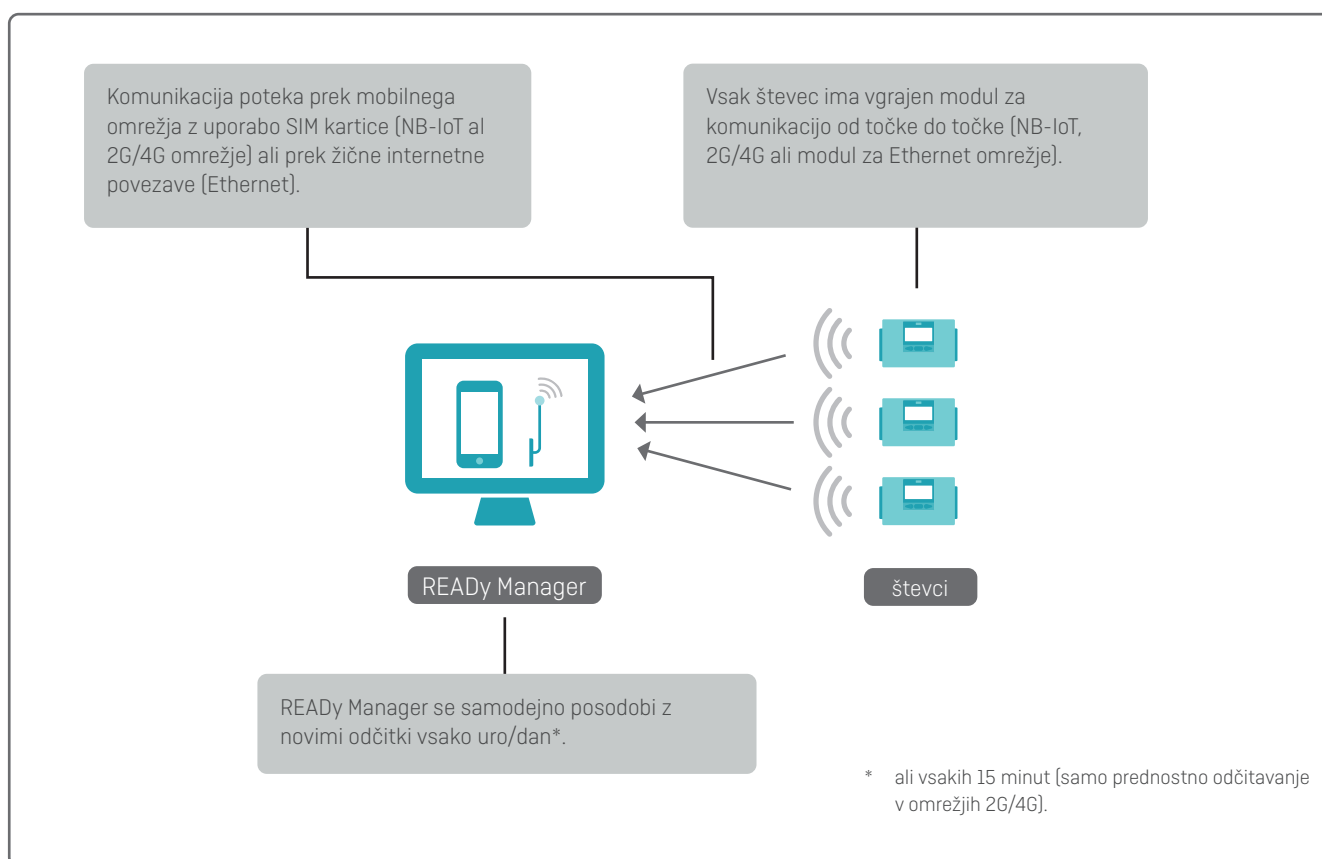 Komunikacija poteka prek mobilnega
omrežja z uporabo SIM kartice (NB-IoT al
2G/4G omrežje) ali prek žične internetne
povezave (Ethernet).
Vsak števec ima vgrajen modul za
komunikacijo od točke do točke (NB-IoT,
2G/4G ali modul za Ethernet omrežje).
READy Manager
števci
READy Manager se samodejno posodobi z
novimi odčitki vsako uro/dan*.
* ali vsakih 15 minut (samo prednostno odčitavanje
v omrežjih 2G/4G).